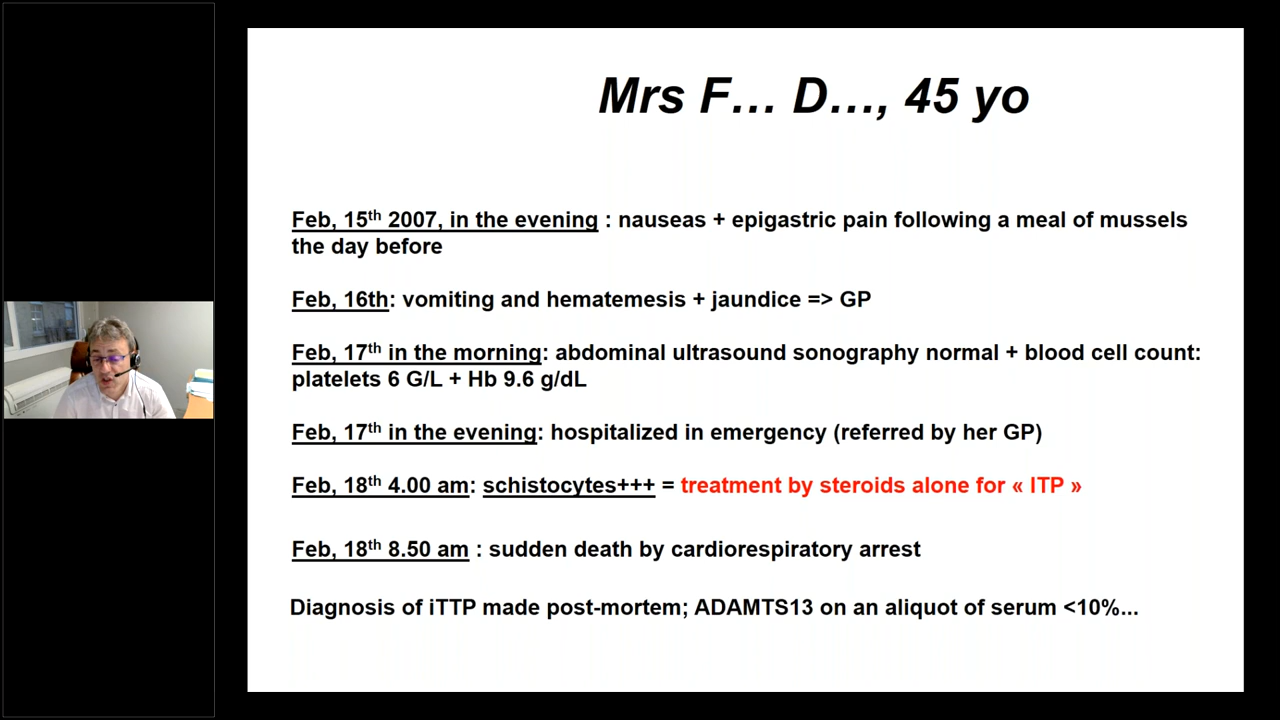 Mrs F… D…, 45 yo
Feb, 15th 2007, in the evening : nauseas + epigastric pain following a meal of mussels
the day before
Feb, 16th: vomiting and hematemesis + jaundice => GP
Feb, 17th in the morning: abdominal ultrasound sonography normal + blood cell count:
platelets 6 G/L + Hb 9.6 g/dL
Feb, 17th in the evening: hospitalized in emergency (referred by her GP)
Feb, 18th 4.00 am: schistocytes+++ = treatment by steroids alone for « ITP »
Feb, 18th 8.50 am : sudden death by cardiorespiratory arrest
Diagnosis of iTTP made post-mortem; ADAMTS13 on an aliquot of serum <10%...